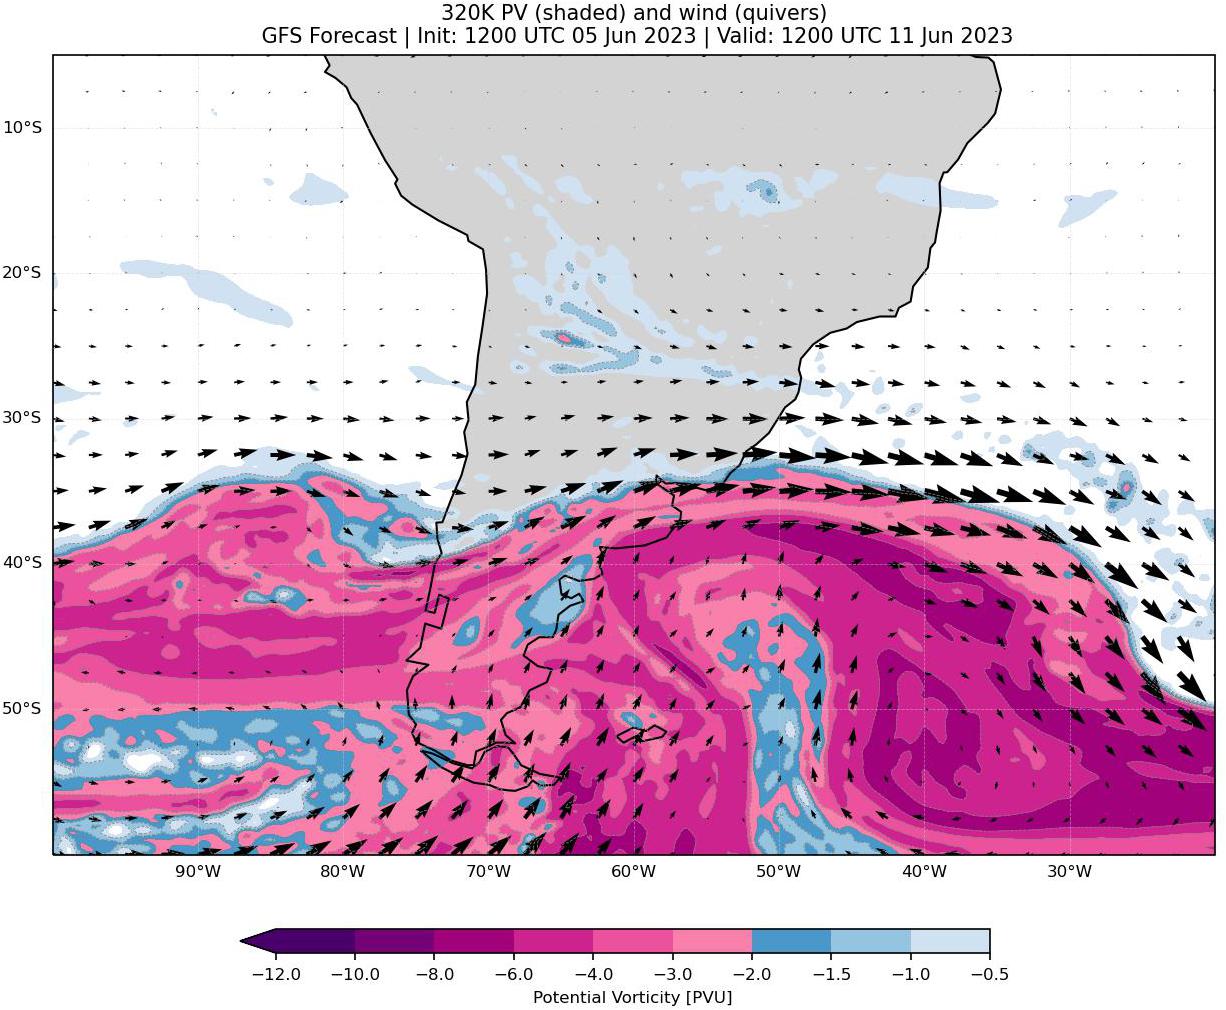 320K PV (shaded) and wind (quivers)
GFS Forecast | Init: 1200 UTC 05 Jun 2023 | Valid: 1200 UTC 11 Jun 2023
10°S
20°S
30°S
40°S
50°S
90°W 80°W 70°W 60°W 50°W 40°W 30°W
−12.0 −10.0 −8.0 −6.0 −4.0 −3.0 −2.0 −1.5 −1.0 −0.5
Potential Vorticity [PVU]